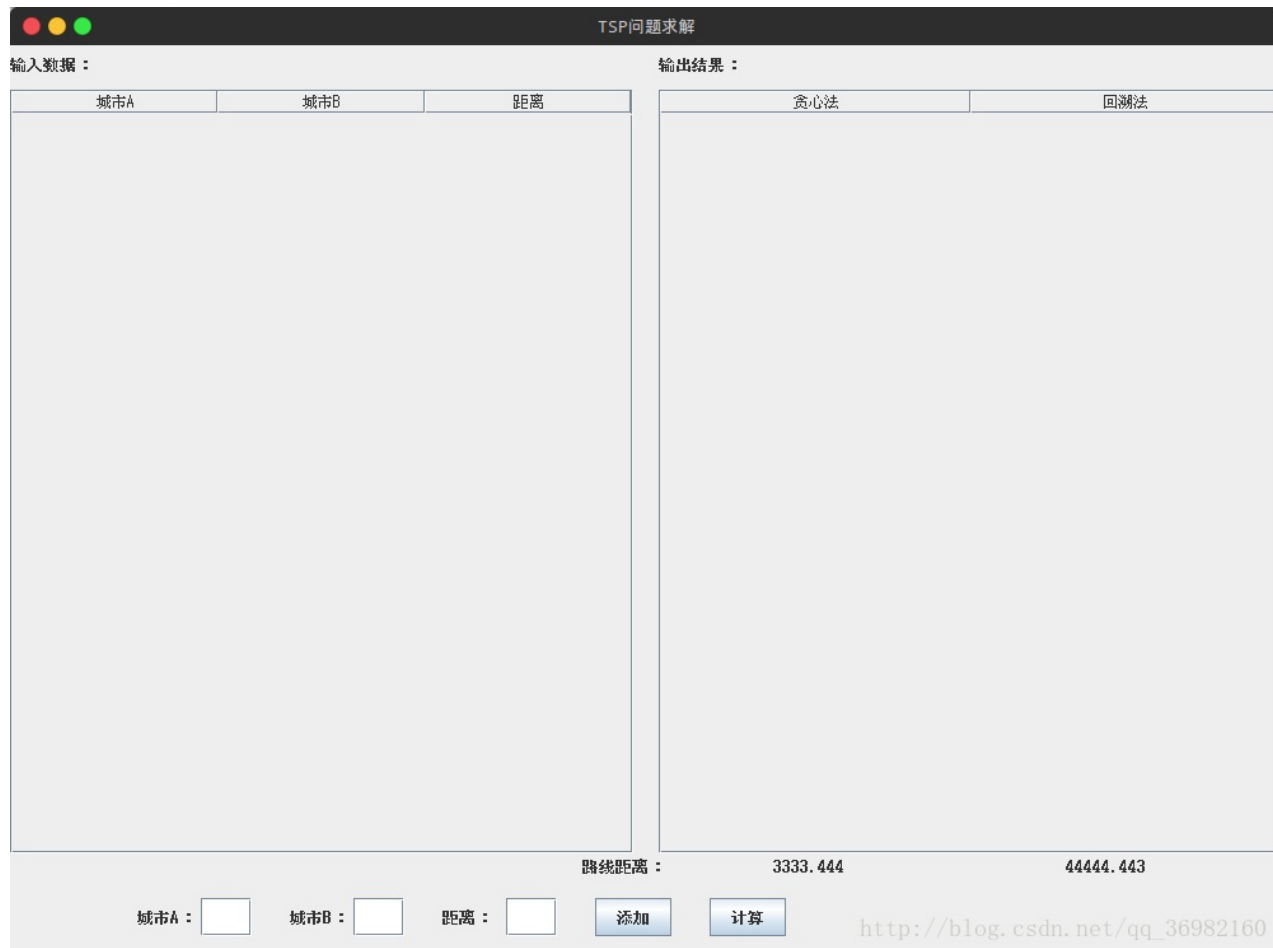 TSP问题求解
输入数据：
输出结果：
城市A 城市B 距离
贪心法 回溯法
路线距离： 3333.444 44444.443
城市A： 城市B： 距离： 添加 计算
http://blog.csdn.net/qq_36982160